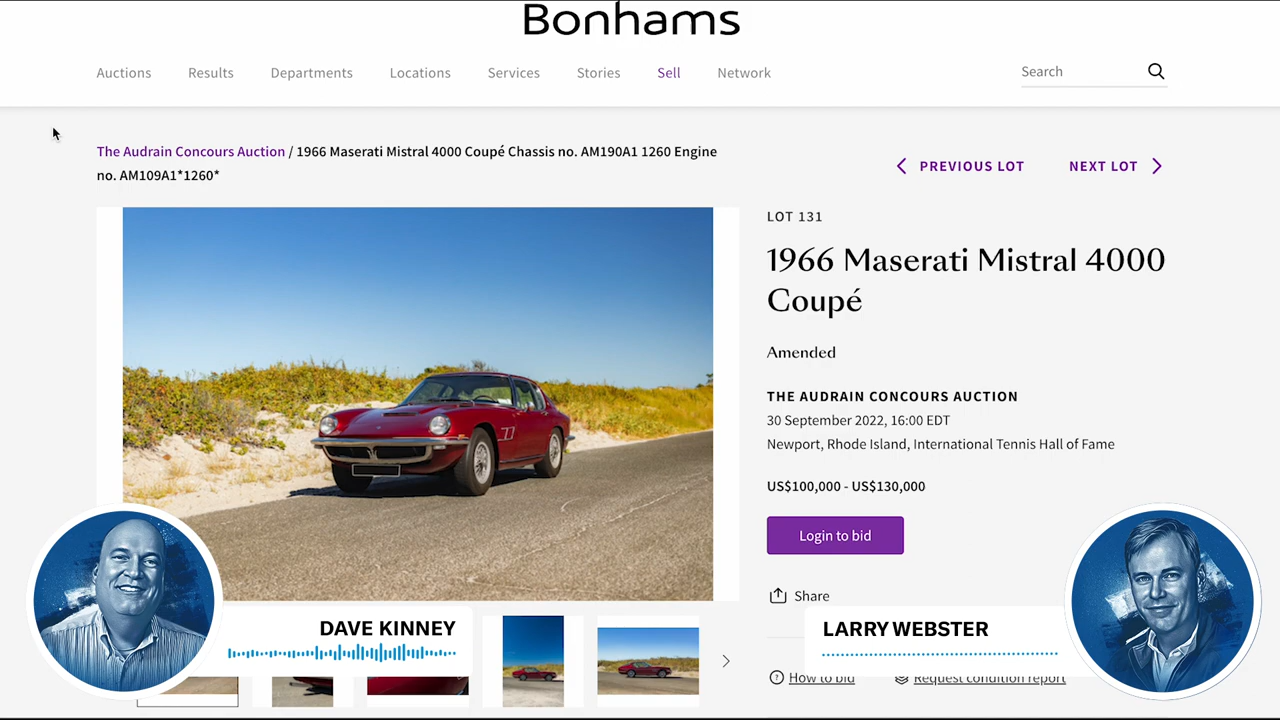 Bonhams
Auctions
Results
Departments
Locations
Services
Stories
Sell
Network
Search
The Audrain Concours Auction / 1966 Maserati Mistral 4000 Coupé Chassis no. AM190A1 1260 Engine
no. AM109A1*1260*
PREVIOUS LOT
NEXT LOT
LOT 131
1966 Maserati Mistral 4000
Coupé
Amended
THE AUDRAIN CONCOURS AUCTION
30 September 2022, 16:00 EDT
Newport, Rhode Island, International Tennis Hall of Fame
US$100,000 - US$130,000
Login to bid
Share
DAVE KINNEY
LARRY WEBSTER
How to bid
Request condition report